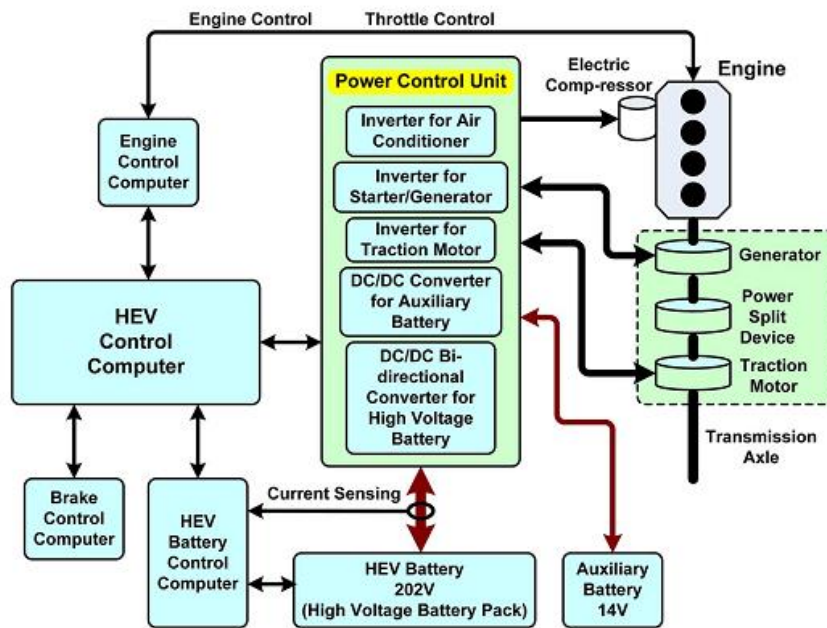 Engine Control
Throttle Control
Electric
Comp-ressor
Engine
Power Control Unit
Inverter for Air
Conditioner
Engine
Control
Computer
Inverter for
Starter/Generator
Inverter for
Traction Motor
Generator
DC/DC Converter
for Auxiliary
Battery
Power
Split
Device
HEV
Control
Computer
DC/DC Bi-
directional
Converter for
High Voltage
Battery
Traction
Motor
Transmission
Axle
Brake
Control
Computer
HEV
Battery
Control
Computer
Current Sensing
HEV Battery
202V
(High Voltage Battery Pack)
Auxiliary
Battery
14V